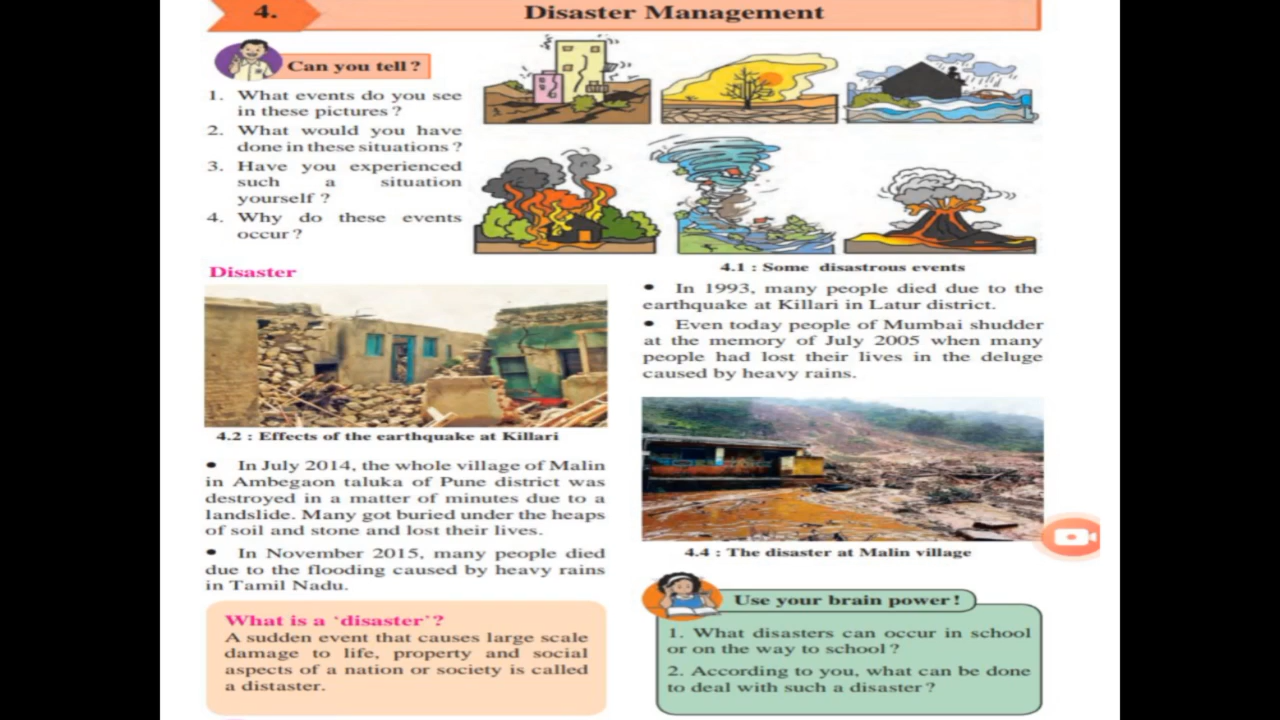 4.
Disaster Management
Can you tell ?
1. What events do you see
in these pictures ?
2. What would you have
done in these situations ?
3. Have you experienced
such a situation
yourself ?
4. Why do these events
occur ?
4.1 : Some disastrous events
Disaster
4.2 : Effects of the earthquake at Killari
• In July 2014, the whole village of Malin
in Ambegaon taluka of Pune district was
destroyed in a matter of minutes due to a
landslide. Many got buried under the heaps
of soil and stone and lost their lives.
• In November 2015, many people died
due to the flooding caused by heavy rains
in Tamil Nadu.
What is a ‘disaster’?
A sudden event that causes large scale
damage to life, property and social
aspects of a nation or society is called
a distaster.
• In 1993, many people died due to the
earthquake at Killari in Latur district.
• Even today people of Mumbai shudder
at the memory of July 2005 when many
people had lost their lives in the deluge
caused by heavy rains.
4.4 : The disaster at Malin village
Use your brain power !
1. What disasters can occur in school
or on the way to school ?
2. According to you, what can be done
to deal with such a disaster ?